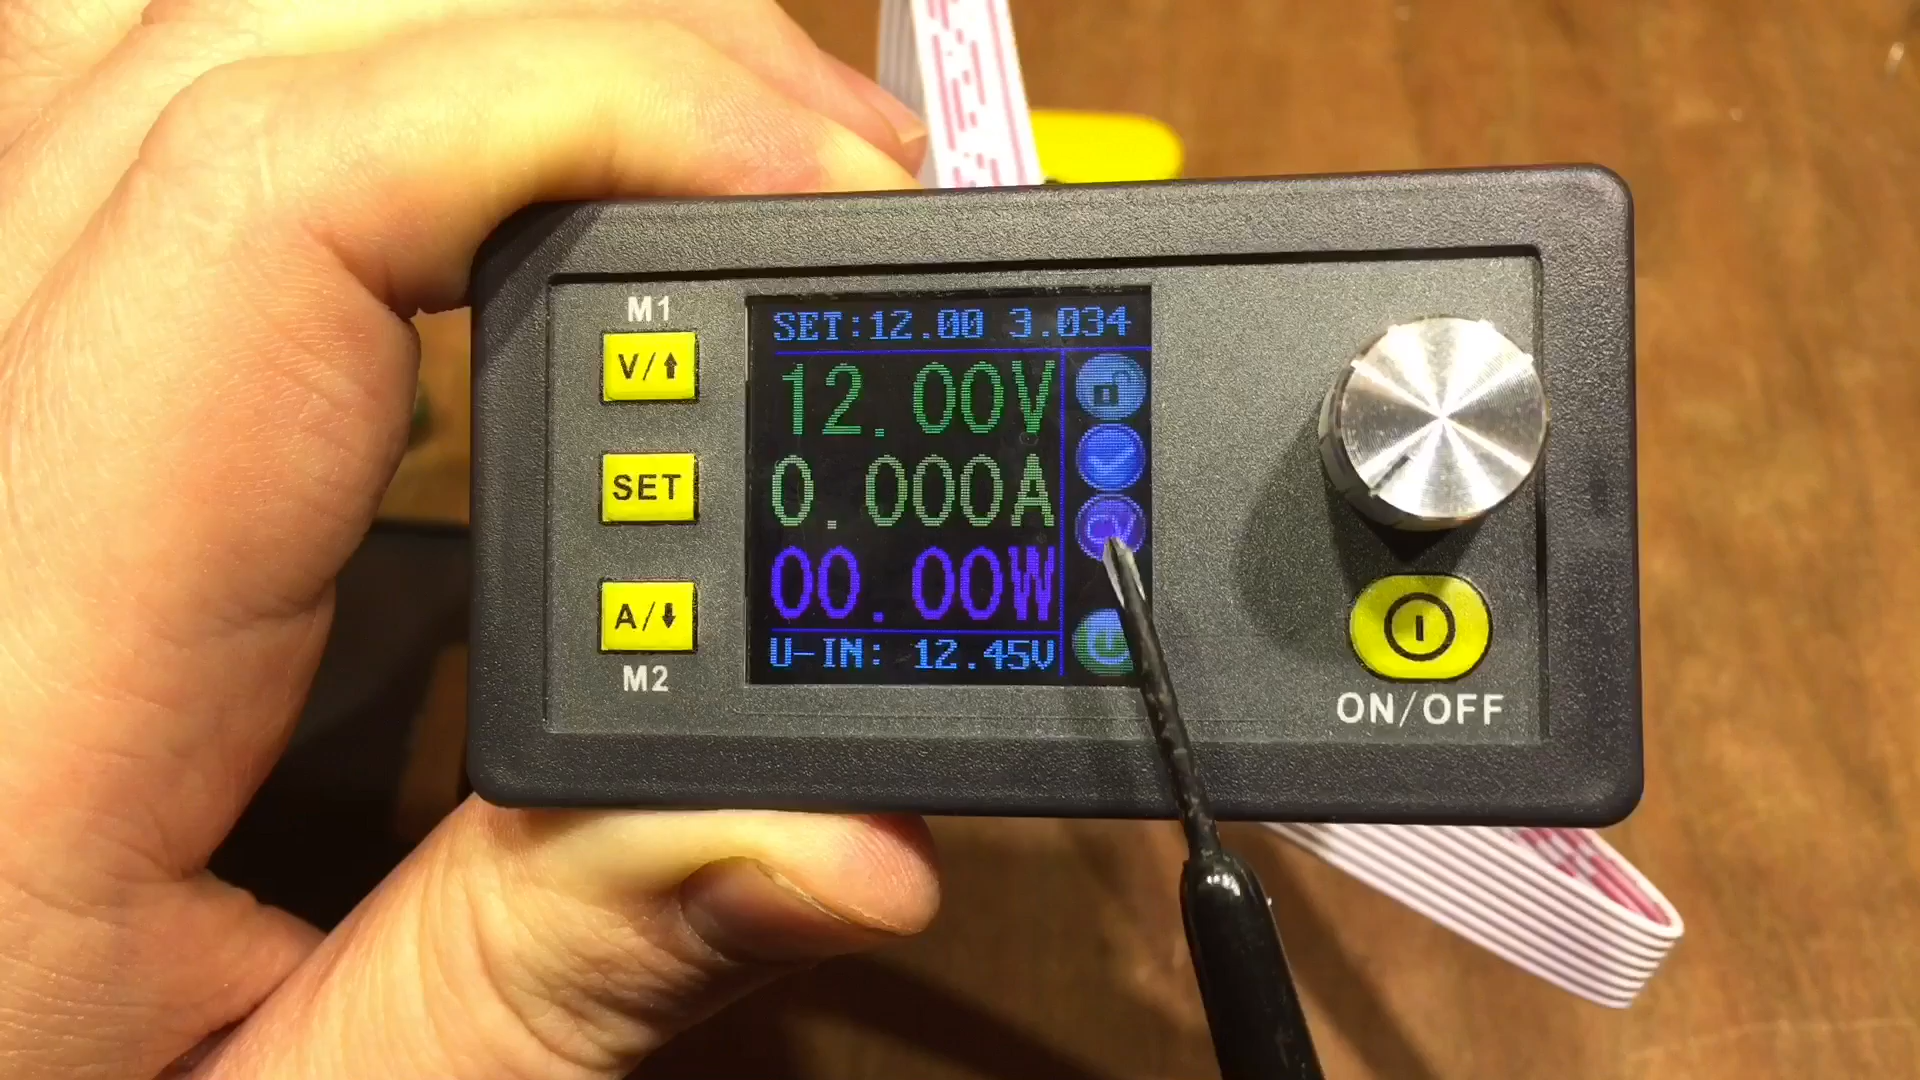 M1
V/⬆
SET
A/⬇
M2
SET:12.00 3.034
12.00V
0.000A
00.00W
U-IN: 12.45V
CV
ON/OFF